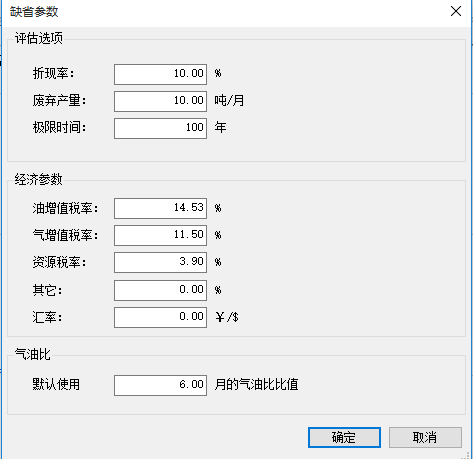 缺省参数
评估选项
折现率： 10.00 %
废弃产量： 10.00 吨/月
极限时间： 100 年
经济参数
油增值税率： 14.53 %
气增值税率： 11.50 %
资源税率： 3.90 %
其它： 0.00 %
汇率： 0.00 ￥/$
气油比
默认使用 6.00 月的气油比比值
确定 取消